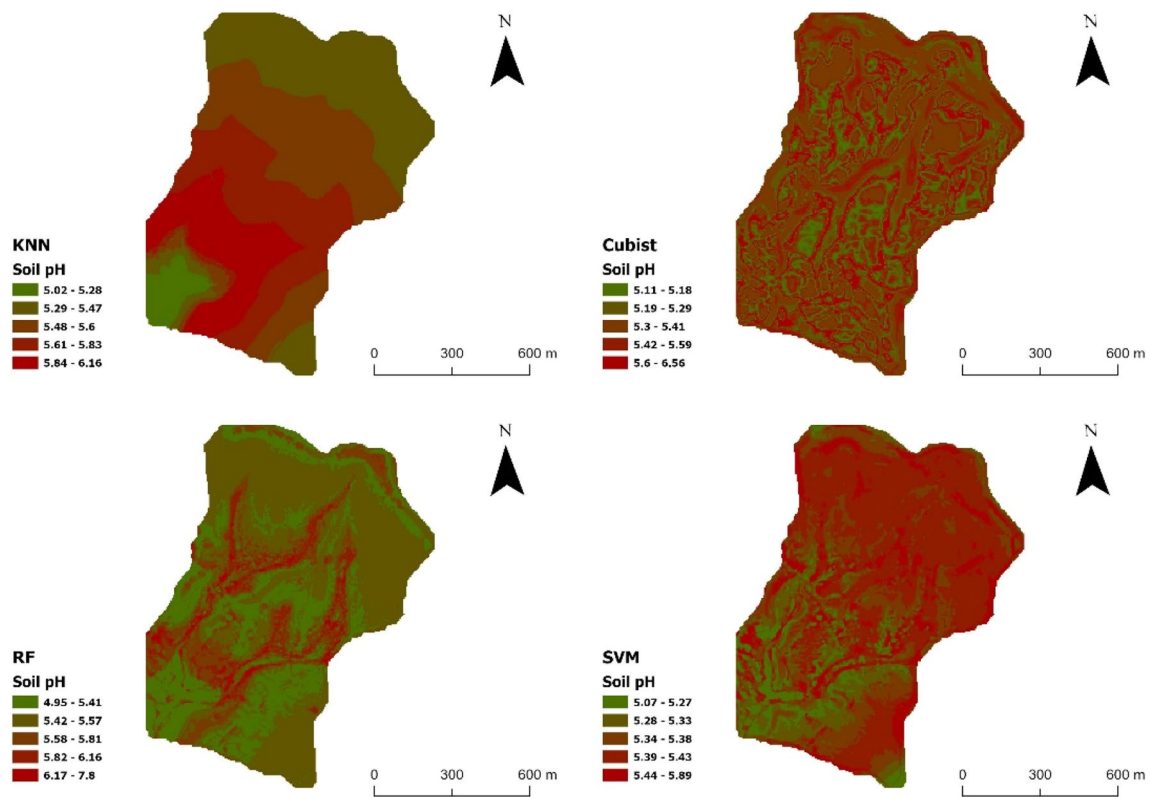 N
KNN
Soil pH
5.02 - 5.28
5.29 - 5.47
5.48 - 5.6
5.61 - 5.83
5.84 - 6.16
0 300 600 m
N
Cubist
Soil pH
5.11 - 5.18
5.19 - 5.29
5.3 - 5.41
5.42 - 5.59
5.6 - 6.56
0 300 600 m
N
RF
Soil pH
4.95 - 5.41
5.42 - 5.57
5.58 - 5.81
5.82 - 6.16
6.17 - 7.8
0 300 600 m
N
SVM
Soil pH
5.07 - 5.27
5.28 - 5.33
5.34 - 5.38
5.39 - 5.43
5.44 - 5.89
0 300 600 m